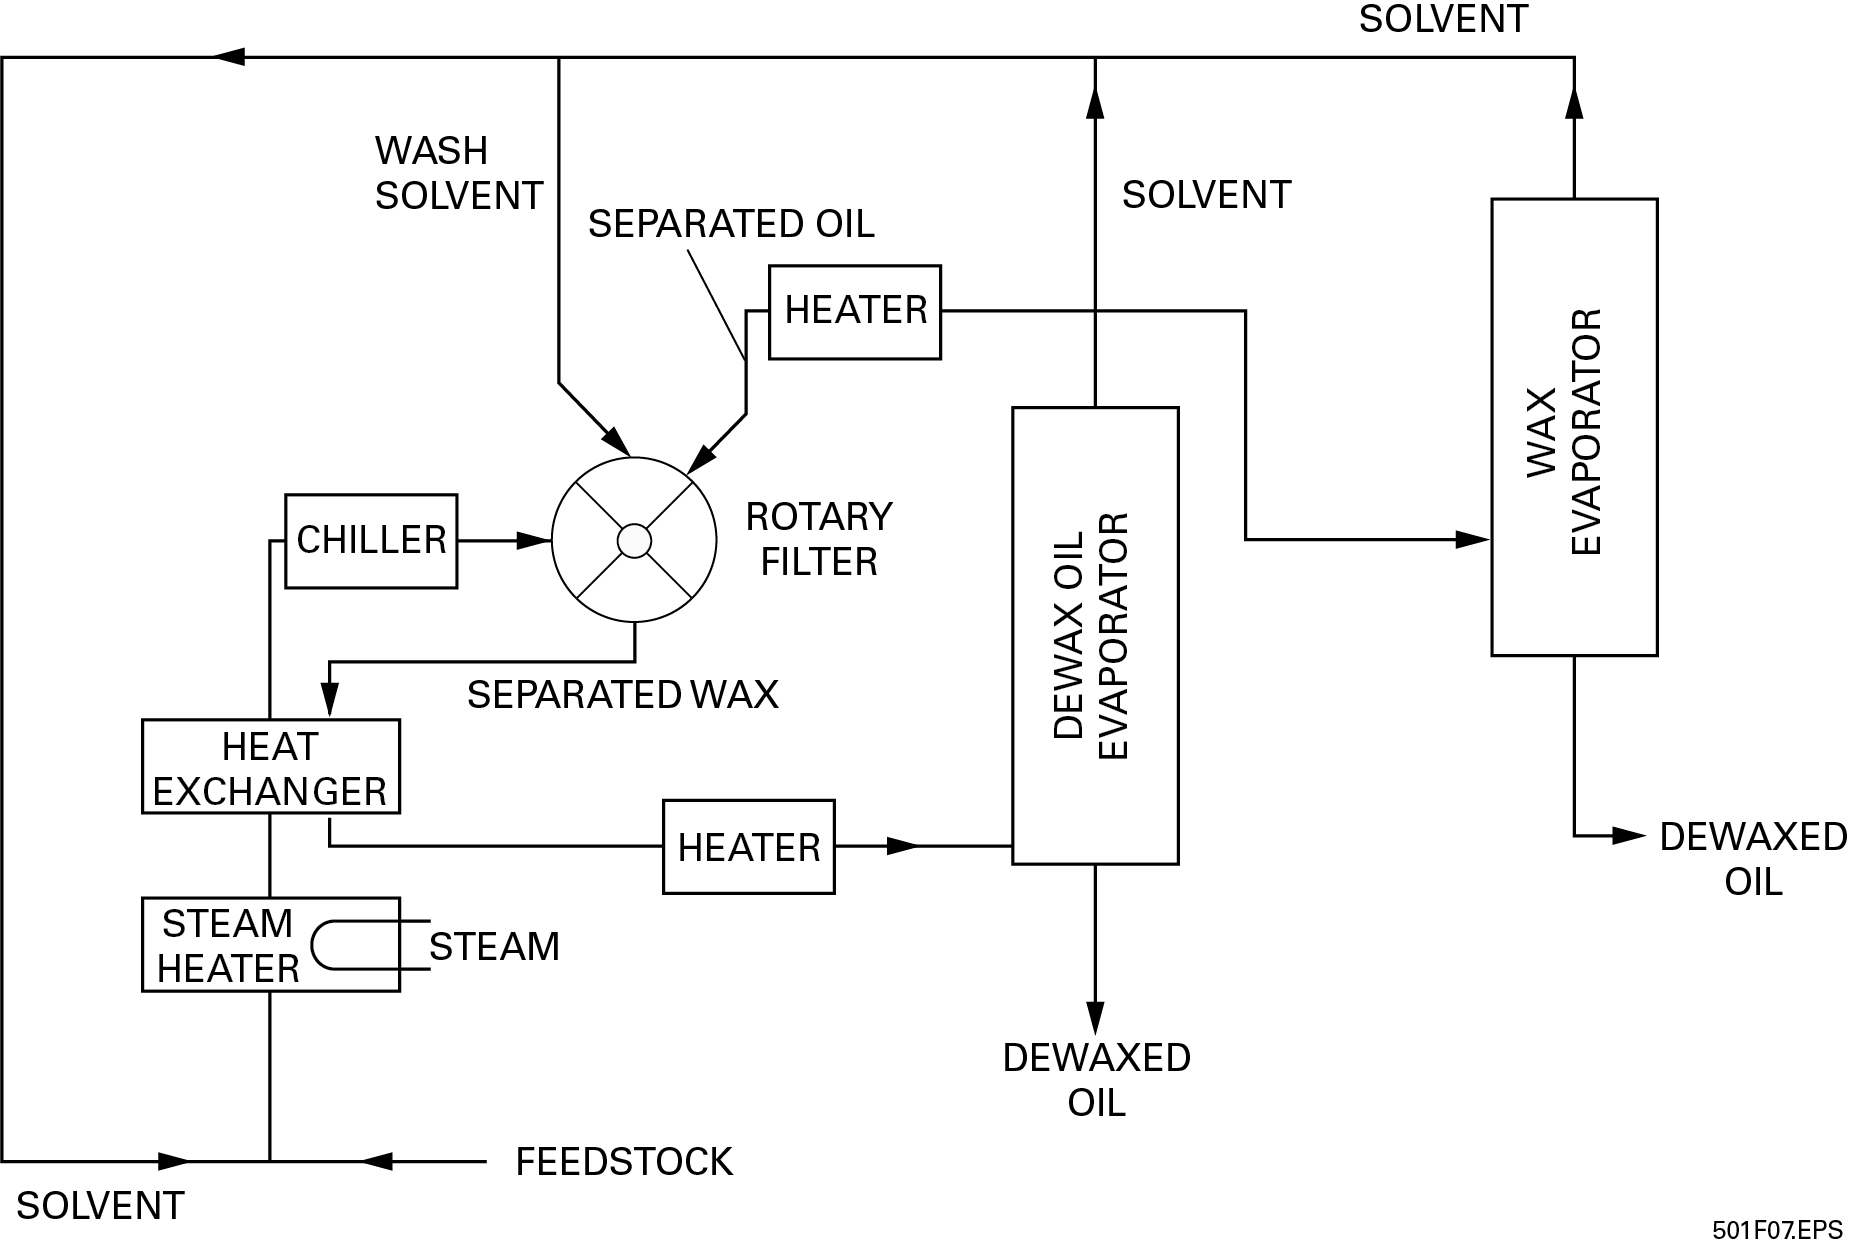 SOLVENT
WASH
SOLVENT
SOLVENT
SEPARATED OIL
HEATER
WAX
EVAPORATOR
ROTARY
FILTER
CHILLER
DEWAX OIL
EVAPORATOR
SEPARATED WAX
HEAT
EXCHANGER
HEATER
DEWAXED
OIL
STEAM
HEATER
STEAM
DEWAXED
OIL
FEEDSTOCK
SOLVENT
501F07.EPS